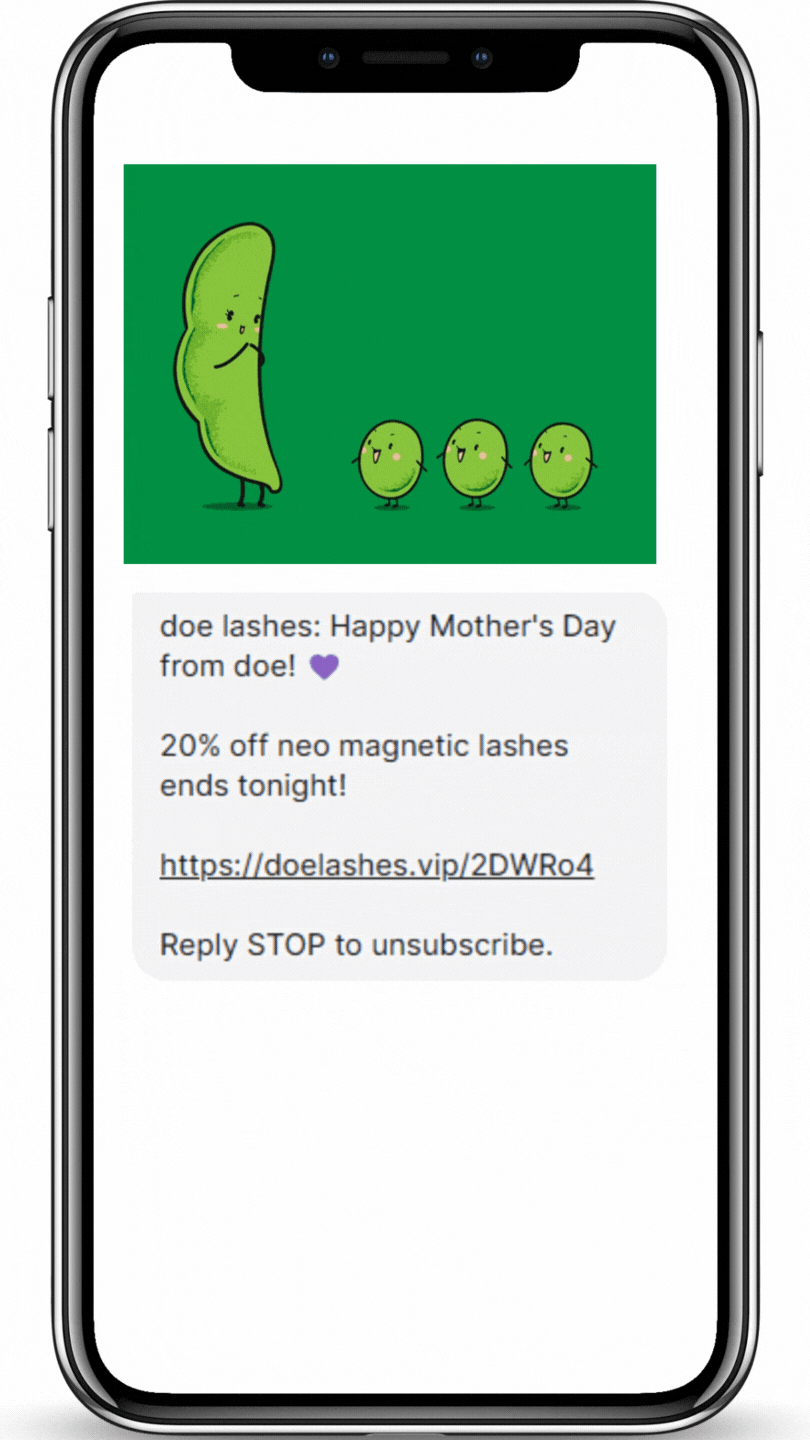 doe lashes: Happy Mother's Day
from doe! 💜
20% off neo magnetic lashes
ends tonight!
https://doelashes.vip/2DWRo4
Reply STOP to unsubscribe.